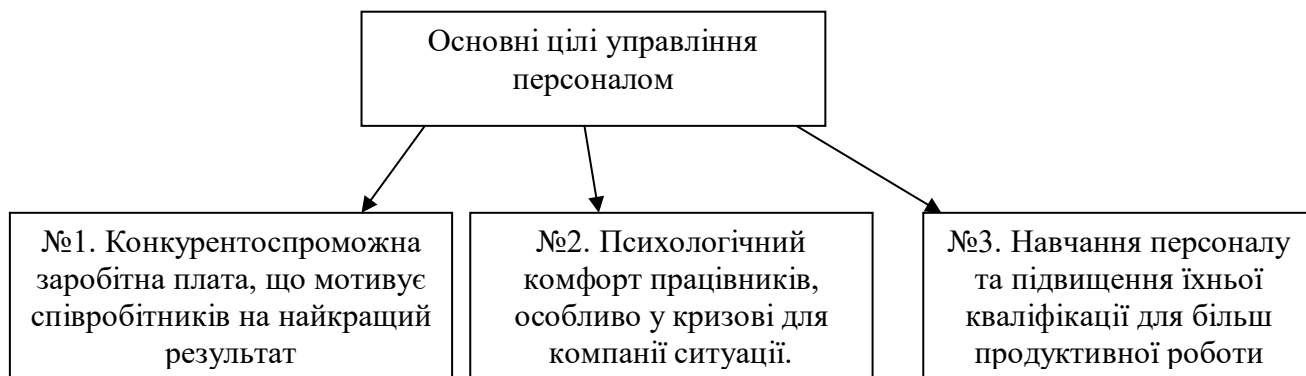 Основні цілі управління
персоналом
№1. Конкурентоспроможна
заробітна плата, що мотивує
співробітників на найкращий
результат
№2. Психологічний
комфорт працівників,
особливо у кризові для
компанії ситуації.
№3. Навчання персоналу
та підвищення їхньої
кваліфікації для більш
продуктивної роботи